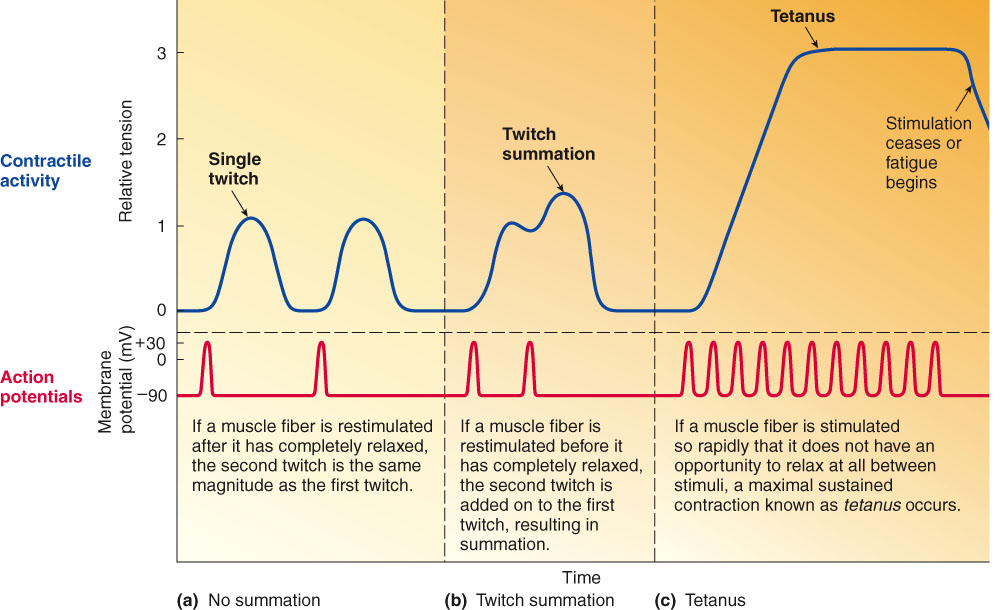 Tetanus
3
Stimulation
ceases or
fatigue
begins
Twitch
summation
2
Single
twitch
Contractile
activity
Relative tension
1
0
+30
0
−90
Membrane
potential (mV)
Action
potentials
If a muscle fiber is restimulated
after it has completely relaxed,
the second twitch is the same
magnitude as the first twitch.
If a muscle fiber is
restimulated before it
has completely relaxed,
the second twitch is
added on to the first
twitch, resulting in
summation.
If a muscle fiber is stimulated
so rapidly that it does not have an
opportunity to relax at all between
stimuli, a maximal sustained
contraction known as tetanus occurs.
Time
(a) No summation
(b) Twitch summation
(c) Tetanus